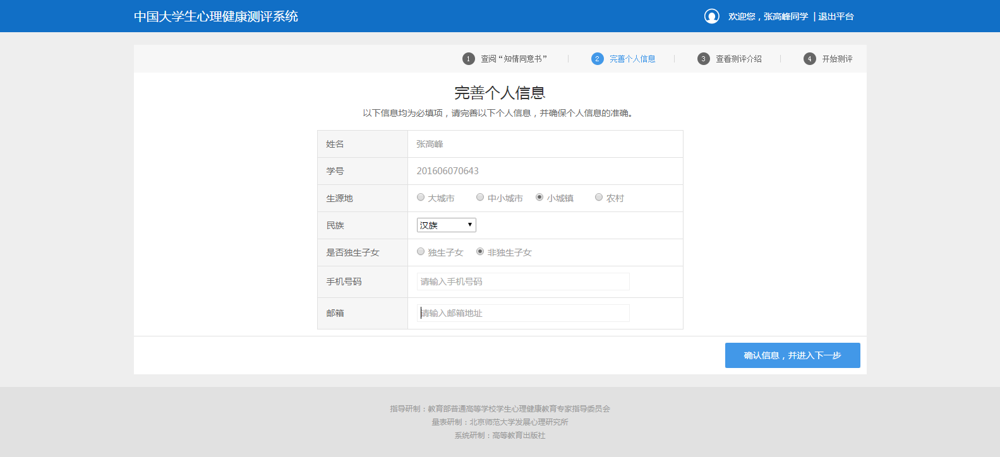 中国大学生心理健康测评系统
欢迎您，张高峰同学 | 退出平台
1 查阅“知情同意书” 2 完善个人信息 3 查看测评介绍 4 开始测评
完善个人信息
以下信息均为必填项，请完善以下个人信息，并确保个人信息的准确。
姓名 张高峰
学号 201606070643
生源地 大城市 中小城市 小城镇 农村
民族 汉族
是否独生子女 独生子女 非独生子女
手机号码 请输入手机号码
邮箱 请输入邮箱地址
确认信息，并进入下一步
指导研制：教育部普通高等学校学生心理健康教育专家指导委员会
量表研制：北京师范大学发展心理研究所
系统研制：高等教育出版社